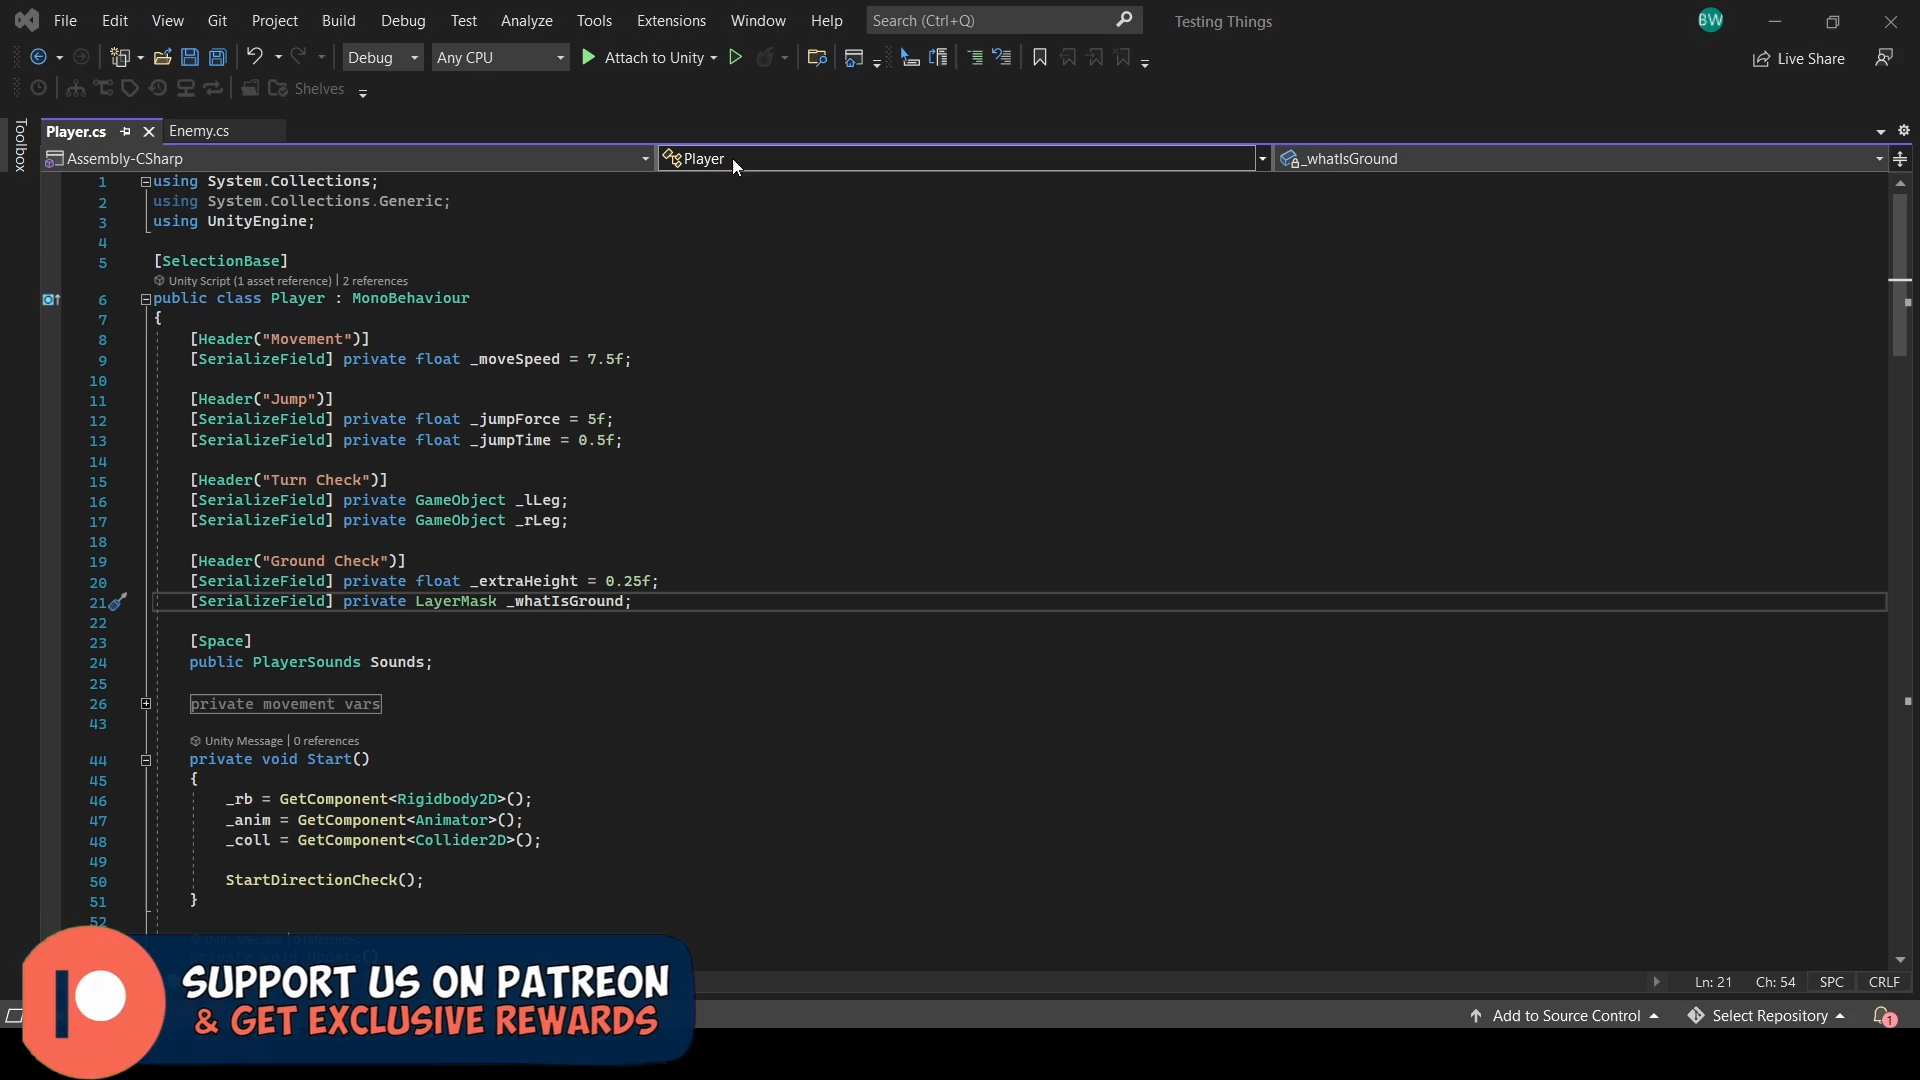 File Edit View Git Project Build Debug Test Analyze Tools Extensions Window Help Search (Ctrl+Q) Testing Things BW
Debug Any CPU Attach to Unity Live Share
Shelves
Toolbox
Player.cs Enemy.cs
Assembly-CSharp Player _whatIsGround
1 using System.Collections;
2 using System.Collections.Generic;
3 using UnityEngine;
4
5 [SelectionBase]
Unity Script (1 asset reference) | 2 references
6 public class Player : MonoBehaviour
7 {
8 [Header("Movement")]
9 [SerializeField] private float _moveSpeed = 7.5f;
10
11 [Header("Jump")]
12 [SerializeField] private float _jumpForce = 5f;
13 [SerializeField] private float _jumpTime = 0.5f;
14
15 [Header("Turn Check")]
16 [SerializeField] private GameObject _lLeg;
17 [SerializeField] private GameObject _rLeg;
18
19 [Header("Ground Check")]
20 [SerializeField] private float _extraHeight = 0.25f;
21 [SerializeField] private LayerMask _whatIsGround;
22
23 [Space]
24 public PlayerSounds Sounds;
25
26 private movement vars
43
Unity Message | 0 references
44 private void Start()
45 {
46 _rb = GetComponent<Rigidbody2D>();
47 _anim = GetComponent<Animator>();
48 _coll = GetComponent<Collider2D>();
49
50 StartDirectionCheck();
51 }
52
Unity Message | 0 references
private void Update()
SUPPORT US ON PATREON
& GET EXCLUSIVE REWARDS
Ln: 21 Ch: 54 SPC CRLF
Add to Source Control Select Repository 1